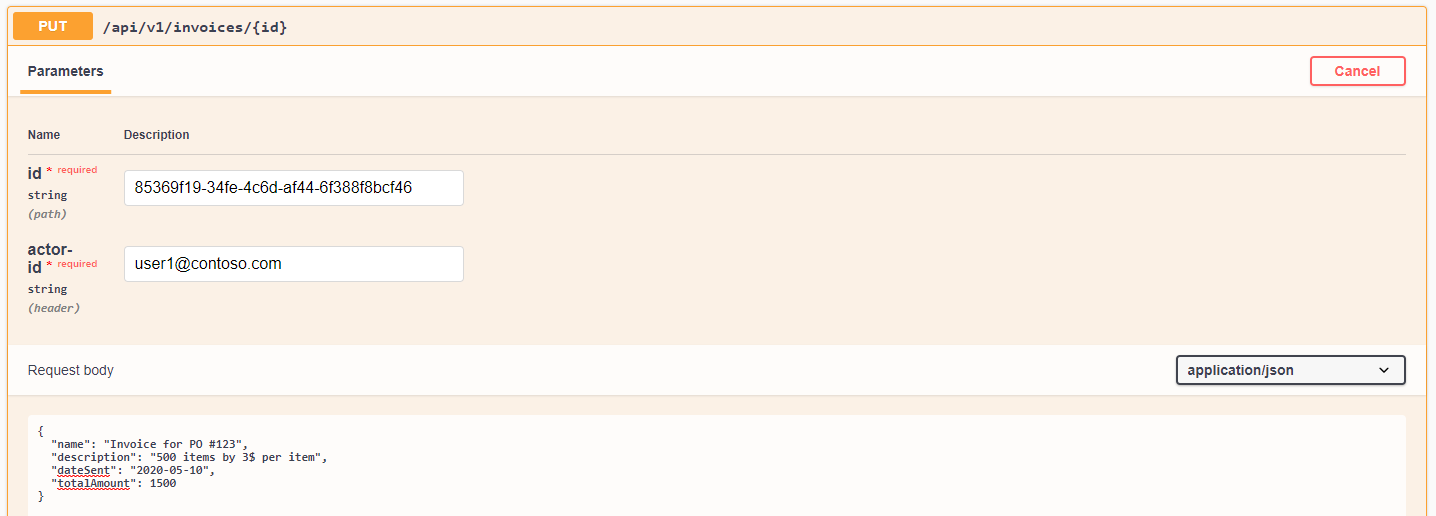 PUT /api/v1/invoices/{id}
Parameters
Cancel
Name Description
id * required
string
(path)
85369f19-34fe-4c6d-af44-6f388f8bcf46
actor-
id * required
string
(header)
user1@contoso.com
Request body
application/json
{
"name": "Invoice for PO #123",
"description": "500 items by 3$ per item",
"dateSent": "2020-05-10",
"totalAmount": 1500
}